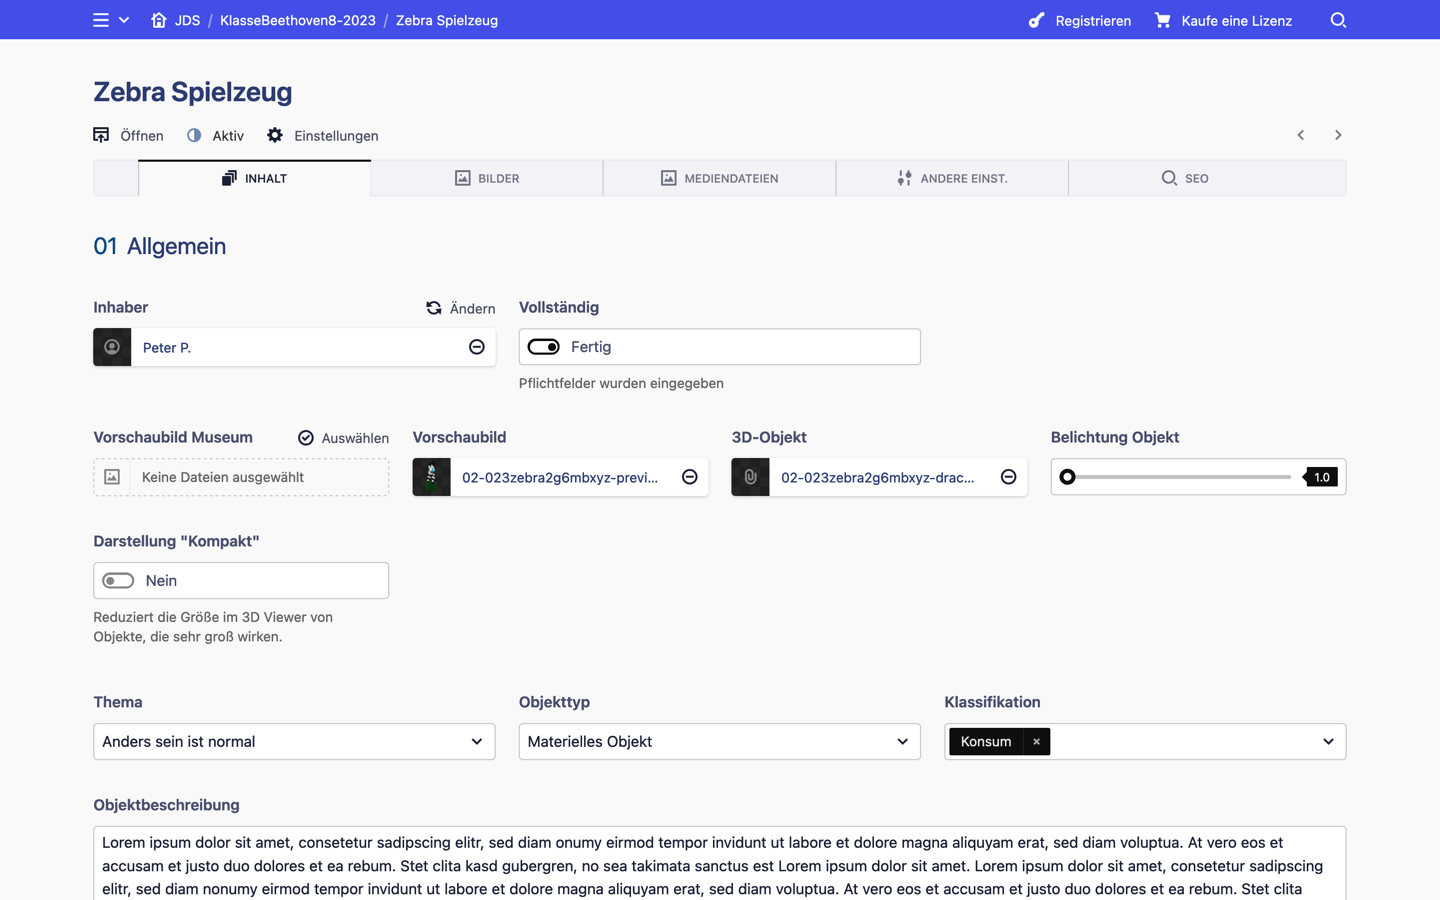 JDS / KlasseBeethoven8-2023 / Zebra Spielzeug
Registrieren
Kaufe eine Lizenz
Zebra Spielzeug
Öffnen
Aktiv
Einstellungen
INHALT
BILDER
MEDIENDATEIEN
ANDERE EINST.
SEO
01 Allgemein
Inhaber
Ändern
Peter P.
Vollständig
Fertig
Pflichtfelder wurden eingegeben
Vorschaubild Museum
Auswählen
Keine Dateien ausgewählt
Vorschaubild
02-023zebra2g6mbxyz-previ...
3D-Objekt
02-023zebra2g6mbxyz-drac...
Belichtung Objekt
1.0
Darstellung "Kompakt"
Nein
Reduziert die Größe im 3D Viewer von
Objekte, die sehr groß wirken.
Thema
Anders sein ist normal
Objekttyp
Materielles Objekt
Klassifikation
Konsum ×
Objektbeschreibung
Lorem ipsum dolor sit amet, consetetur sadipscing elitr, sed diam onumy eirmod tempor invidunt ut labore et dolore magna aliquyam erat, sed diam voluptua. At vero eos et
accusam et justo duo dolores et ea rebum. Stet clita kasd gubergren, no sea takimata sanctus est Lorem ipsum dolor sit amet. Lorem ipsum dolor sit amet, consetetur sadipscing
elitr, sed diam nonumy eirmod tempor invidunt ut labore et dolore magna aliquyam erat, sed diam voluptua. At vero eos et accusam et justo duo dolores et ea rebum. Stet clita